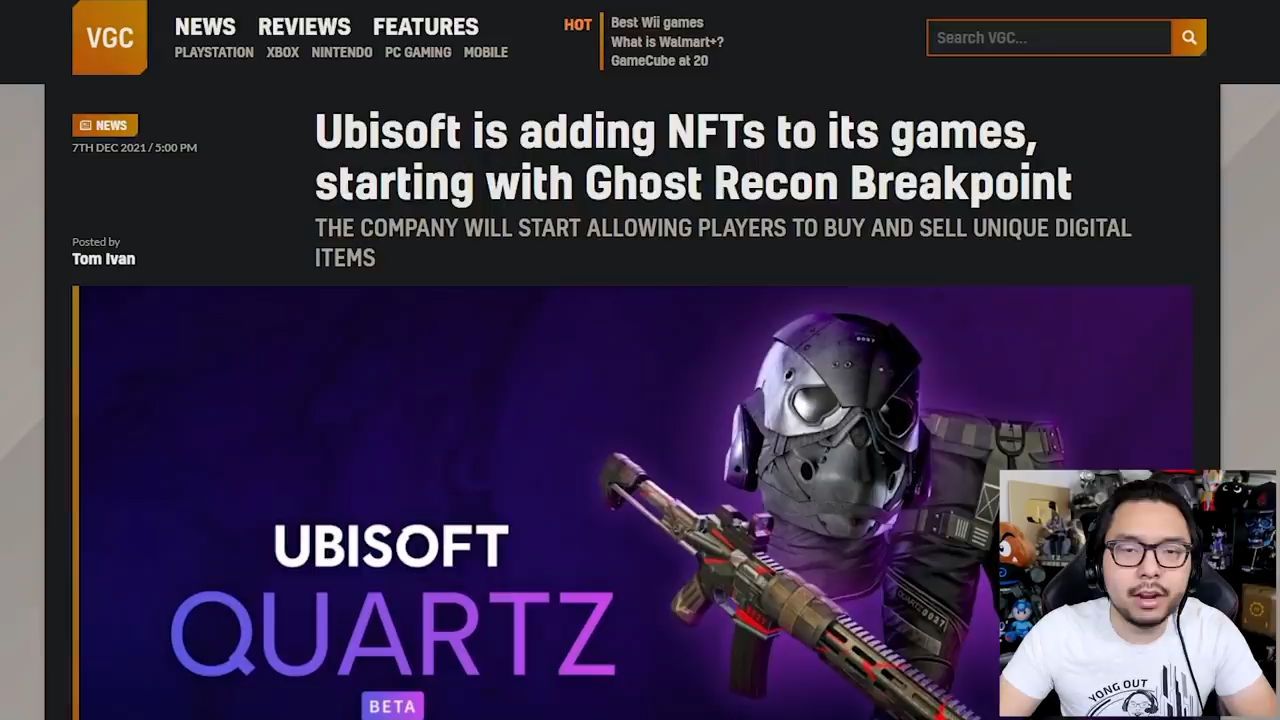 VGC
NEWS REVIEWS FEATURES
PLAYSTATION XBOX NINTENDO PC GAMING MOBILE
HOT
Best Wii games
What is Walmart+?
GameCube at 20
Search VGC...
NEWS
7TH DEC 2021 / 5:00 PM
Ubisoft is adding NFTs to its games,
starting with Ghost Recon Breakpoint
THE COMPANY WILL START ALLOWING PLAYERS TO BUY AND SELL UNIQUE DIGITAL
ITEMS
Posted by
Tom Ivan
UBISOFT
QUARTZ
BETA
YONG OUT